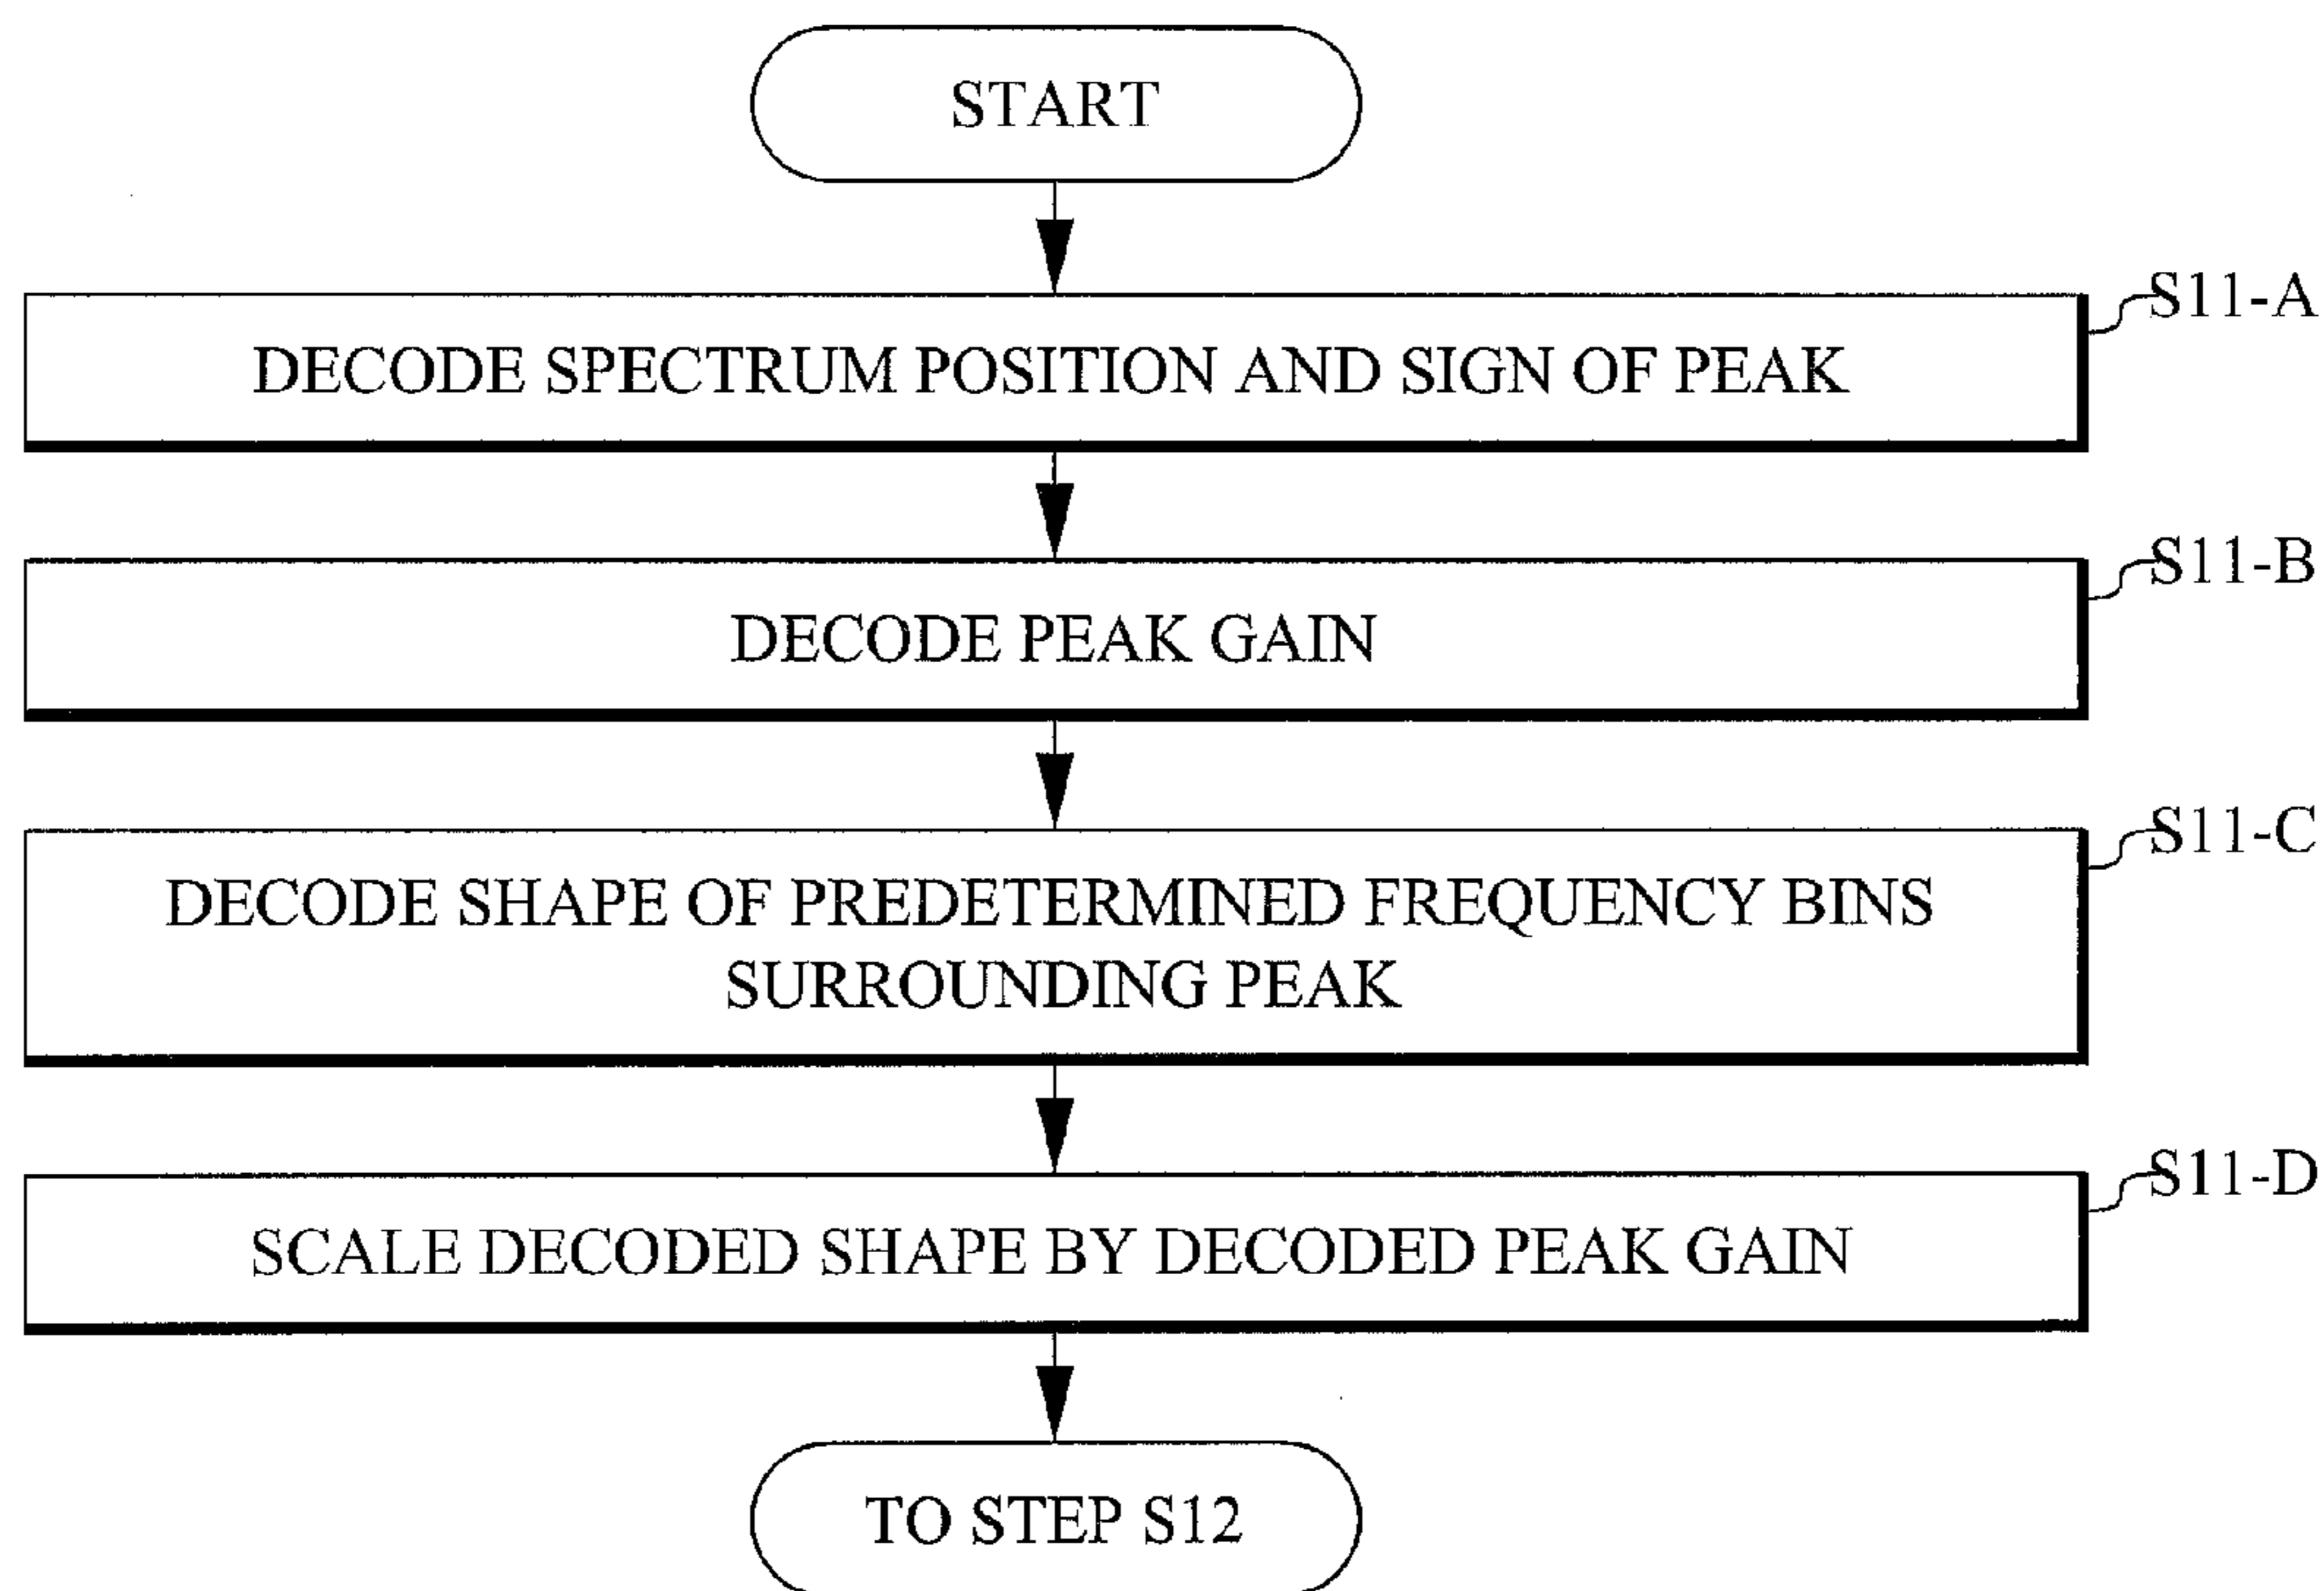 START
S11-A
DECODE SPECTRUM POSITION AND SIGN OF PEAK
S11-B
DECODE PEAK GAIN
S11-C
DECODE SHAPE OF PREDETERMINED FREQUENCY BINS
SURROUNDING PEAK
S11-D
SCALE DECODED SHAPE BY DECODED PEAK GAIN
TO STEP S12